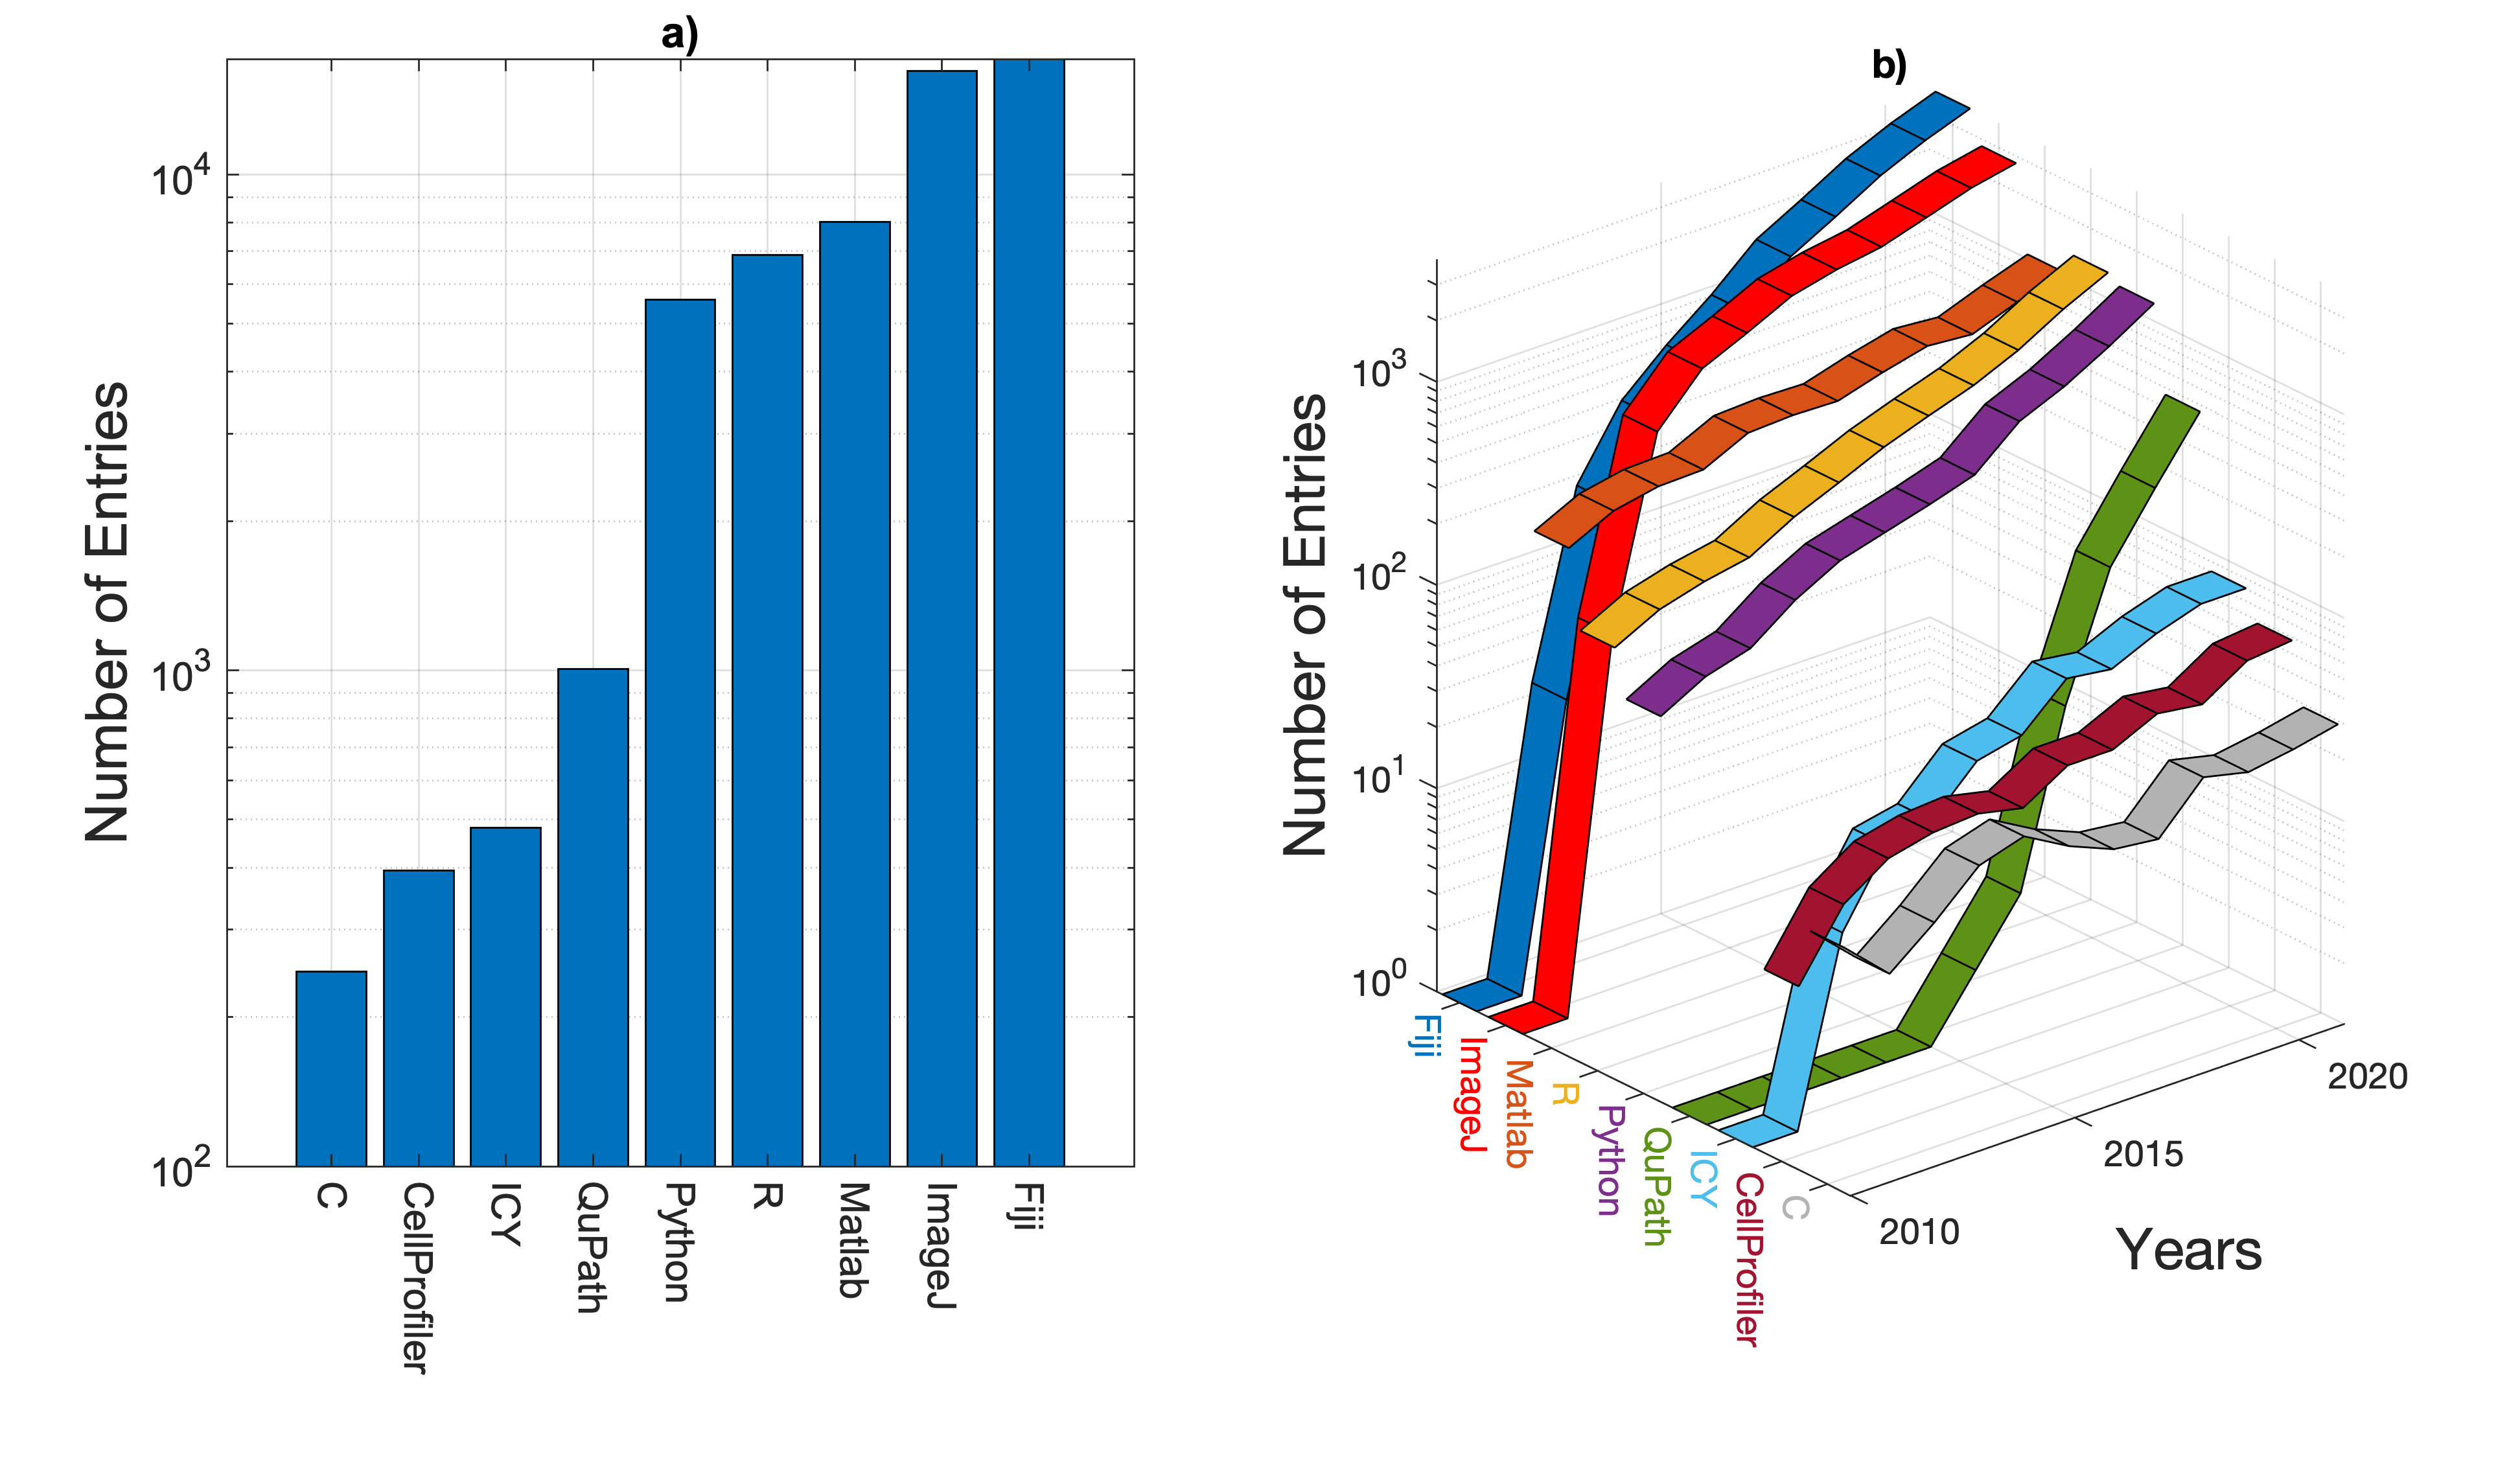 a)
Number of Entries
10^4
10^3
10^2
C
CellProfiler
ICY
QuPath
Python
R
Matlab
ImageJ
Fiji
b)
Number of Entries
10^3
10^2
10^1
10^0
Fiji
ImageJ
Matlab
R
Python
QuPath
ICY
CellProfiler
C
2010
2015
2020
Years